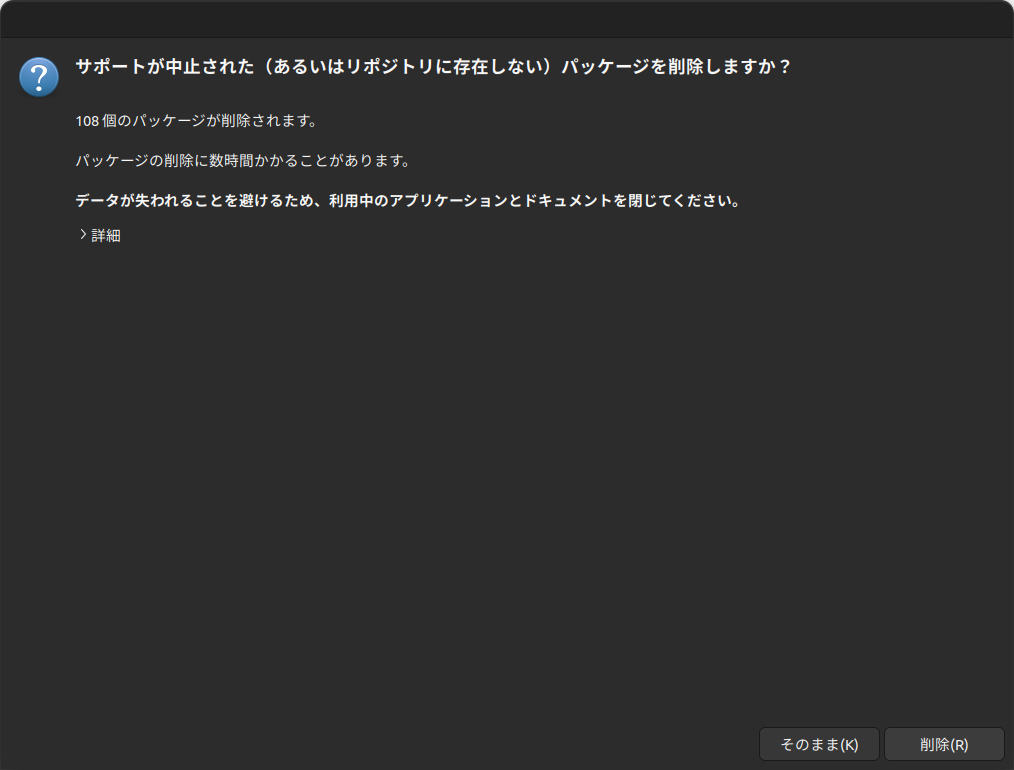 サポートが中止された（あるいはリポジトリに存在しない）パッケージを削除しますか？
108 個のパッケージが削除されます。
パッケージの削除に数時間かかることがあります。
データが失われることを避けるため、利用中のアプリケーションとドキュメントを閉じてください。
詳細
そのまま(K)
削除(R)